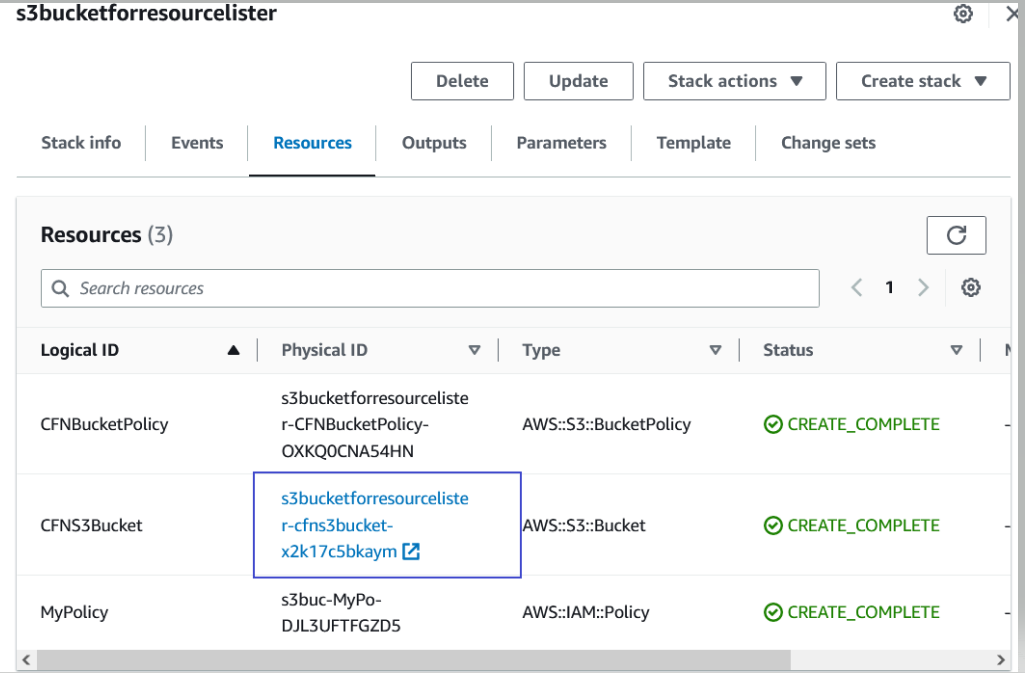 s3bucketforresourcelister
Delete Update Stack actions Create stack
Stack info Events Resources Outputs Parameters Template Change sets
Resources (3)
Search resources
1
Logical ID Physical ID Type Status
CFNBucketPolicy s3bucketforresourceliste AWS::S3::BucketPolicy CREATE_COMPLETE -
r-CFNBucketPolicy-
OXKQ0CNA54HN
CFNS3Bucket s3bucketforresourceliste AWS::S3::Bucket CREATE_COMPLETE -
r-cfns3bucket-
x2k17c5bkaym
MyPolicy s3buc-MyPo- AWS::IAM::Policy CREATE_COMPLETE -
DJL3UFTFGZD5